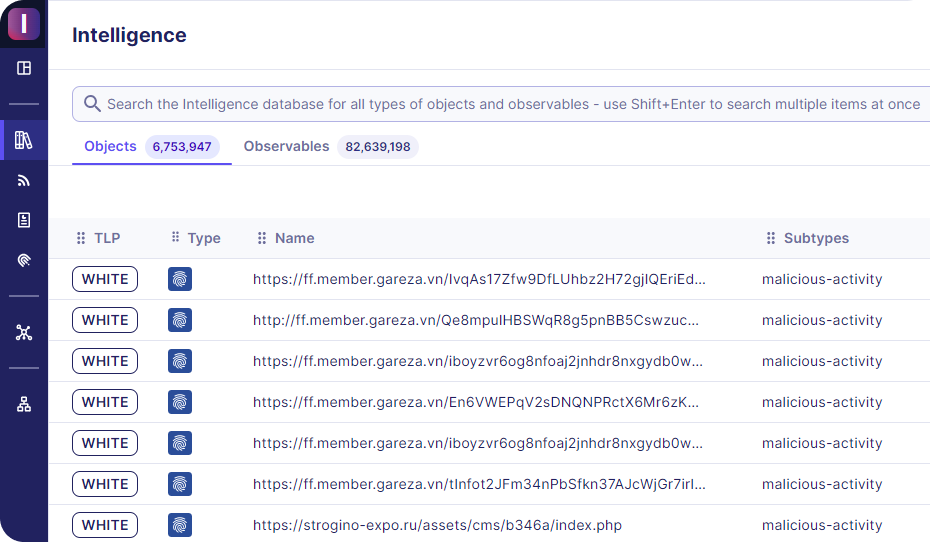 Intelligence
Search the Intelligence database for all types of objects and observables - use Shift+Enter to search multiple items at once
Objects 6,753,947 Observables 82,639,198
TLP Type Name Subtypes
WHITE https://ff.member.gareza.vn/IvqAs17Zfw9DfLUhbz2H72gjlQEriEd... malicious-activity
WHITE http://ff.member.gareza.vn/Qe8mpulHBSWqR8g5pnBB5Cswzuc... malicious-activity
WHITE https://ff.member.gareza.vn/iboyzvr6og8nfoaj2jnhdr8nxgydb0w... malicious-activity
WHITE https://ff.member.gareza.vn/En6VWEPqV2sDNQNPRctX6Mr6zK... malicious-activity
WHITE https://ff.member.gareza.vn/iboyzvr6og8nfoaj2jnhdr8nxgydb0w... malicious-activity
WHITE https://ff.member.gareza.vn/tInfot2JFm34nPbSfkn37AJcWjGr7irl... malicious-activity
WHITE https://strogino-expo.ru/assets/cms/b346a/index.php malicious-activity